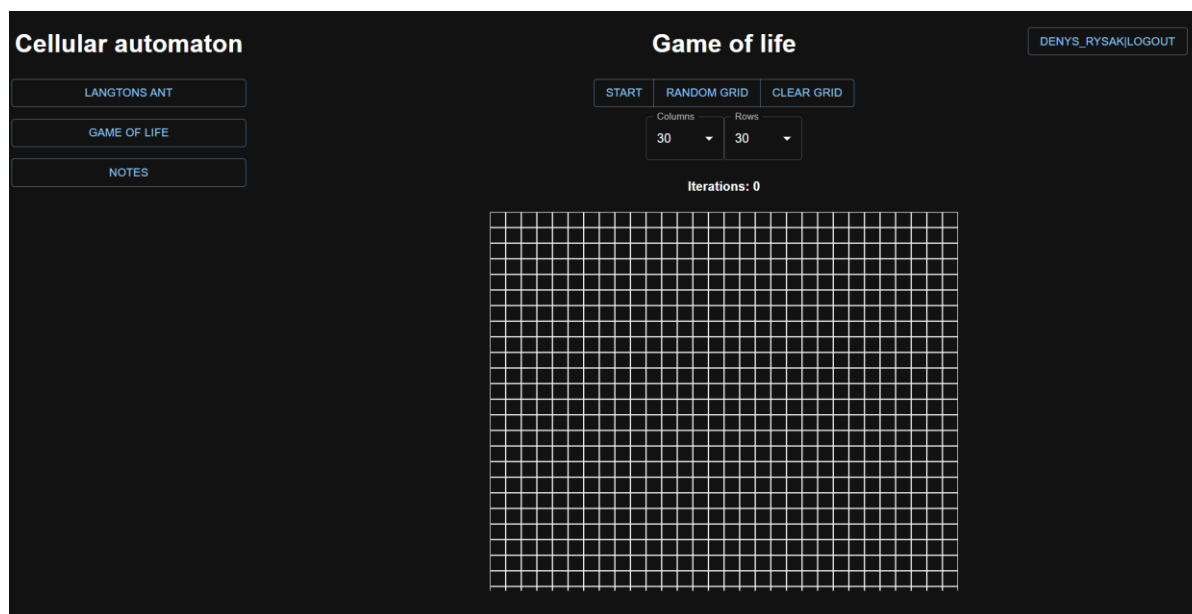 Cellular automaton
LANGTONS ANT
GAME OF LIFE
NOTES
Game of life
START RANDOM GRID CLEAR GRID
Columns Rows
30 30
Iterations: 0
DENYS_RYSAK|LOGOUT